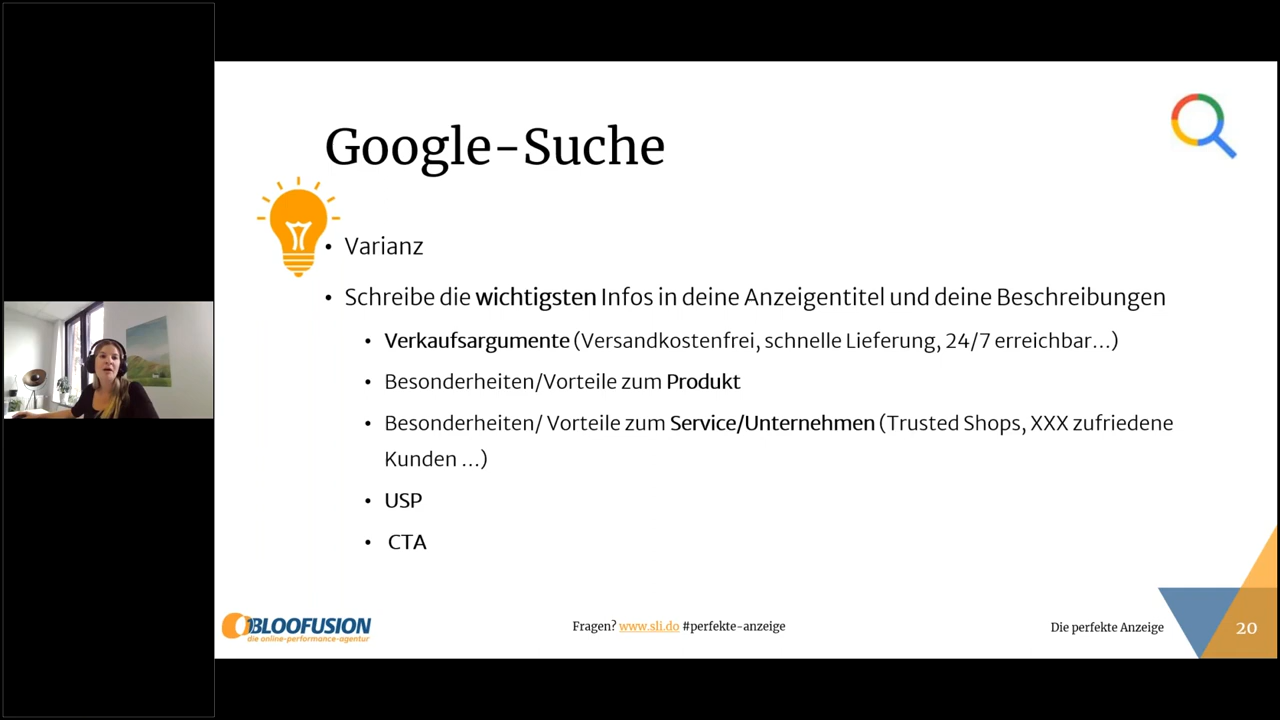 Google-Suche
• Varianz
• Schreibe die wichtigsten Infos in deine Anzeigentitel und deine Beschreibungen
• Verkaufsargumente (Versandkostenfrei, schnelle Lieferung, 24/7 erreichbar…)
• Besonderheiten/Vorteile zum Produkt
• Besonderheiten/ Vorteile zum Service/Unternehmen (Trusted Shops, XXX zufriedene
Kunden …)
• USP
• CTA
BLOOFUSION
die online-performance-agentur
Fragen? www.sli.do #perfekte-anzeige
Die perfekte Anzeige
20